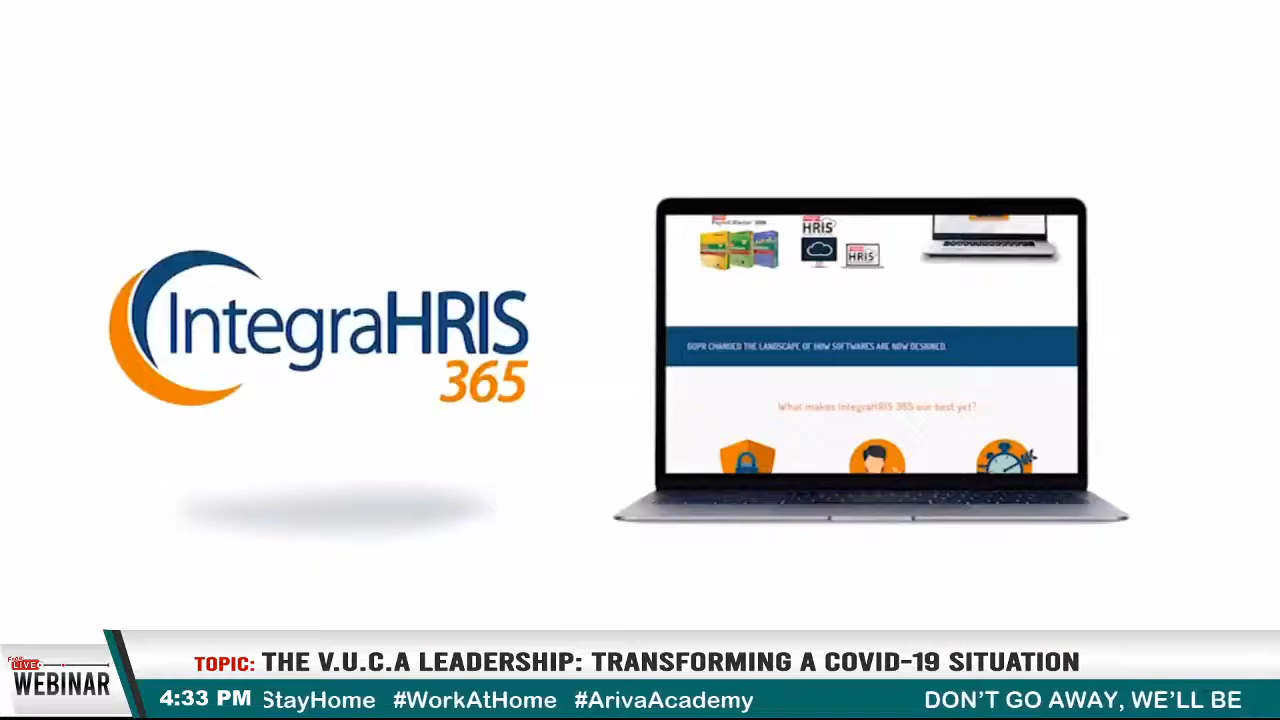 IntegraHRIS
365
Payroll Master
HRIS
HRIS
GDPR CHANGED THE LANDSCAPE OF HOW SOFTWARES ARE NOW DESIGNED.
What makes IntegraHRIS 365 our best yet?
LIVE
WEBINAR
TOPIC: THE V.U.C.A LEADERSHIP: TRANSFORMING A COVID-19 SITUATION
4:33 PM StayHome #WorkAtHome #ArivaAcademy DON'T GO AWAY, WE'LL BE